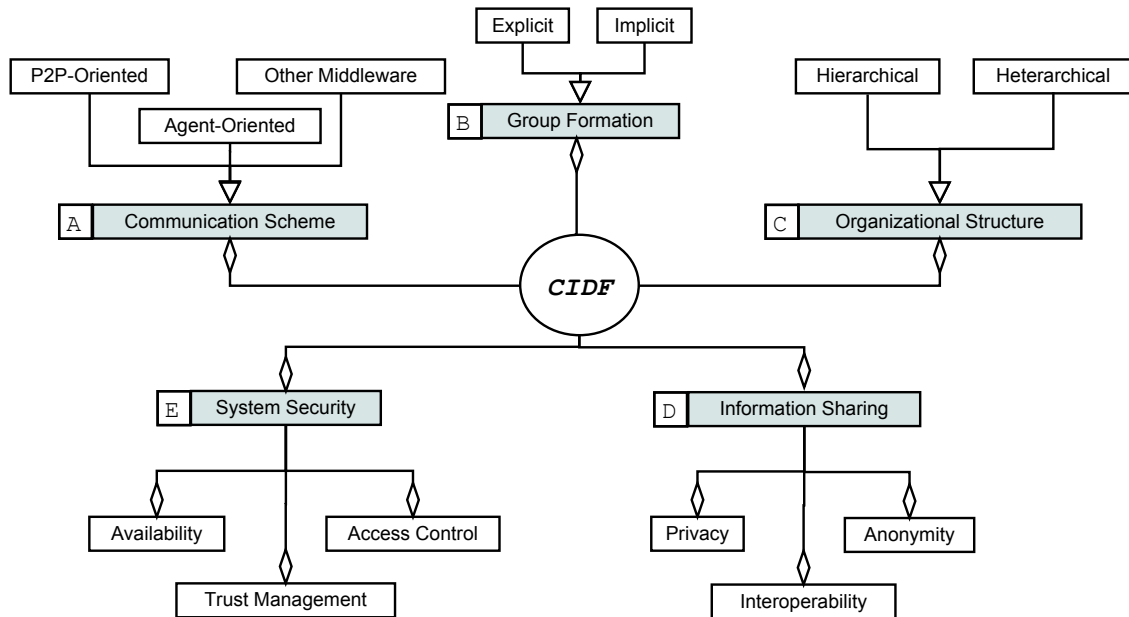 Explicit
Implicit
P2P-Oriented
Other Middleware
Hierarchical
Heterarchical
Agent-Oriented
B
Group Formation
A
Communication Scheme
C
Organizational Structure
CIDF
E
System Security
D
Information Sharing
Availability
Access Control
Privacy
Anonymity
Trust Management
Interoperability